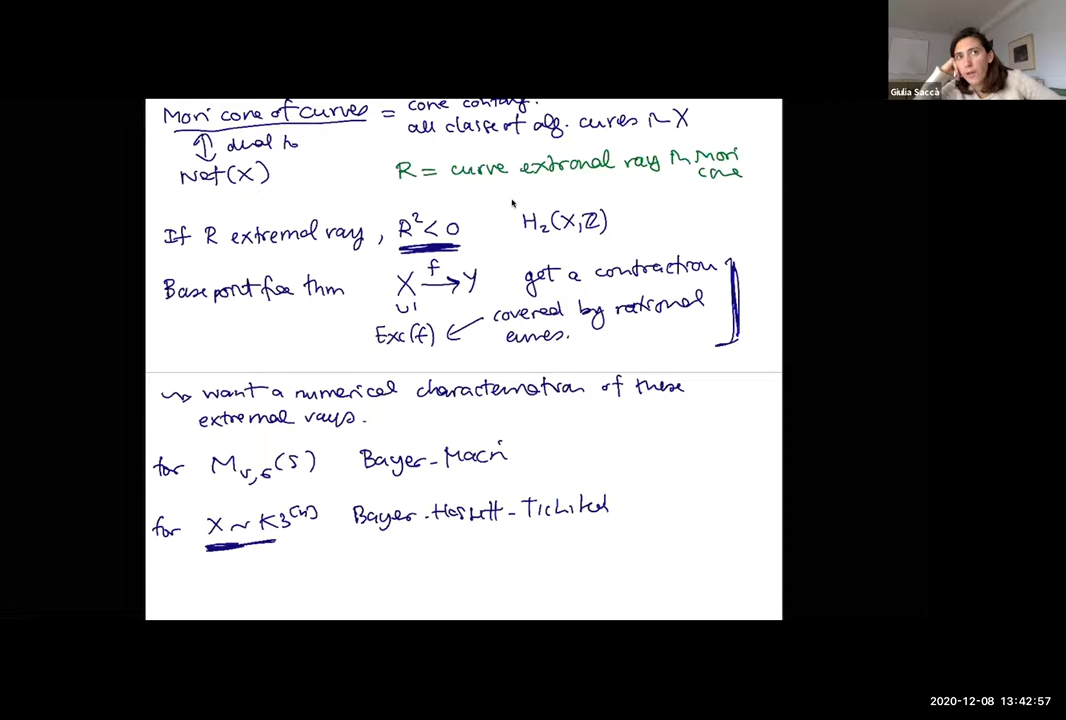 Giulia Saccà
Mori cone of curves = cone containg.
all classe of alg. curves in X
⇕ dual to
Nef(X)
R = curve extremal ray in Mori
cone
If R extremal ray, R² < 0 H₂(X, ℤ)
Base point free thm X →f Y get a contraction
∪|
Exc(f) ← covered by rational
curves.
⇝ want a numerical characterization of these
extremal rays.
for M_{v,σ}(S) Bayer-Macrì
for X ~ K3^{(n)} Bayer-Hassett-Tschinkel
2020-12-08 13:42:57